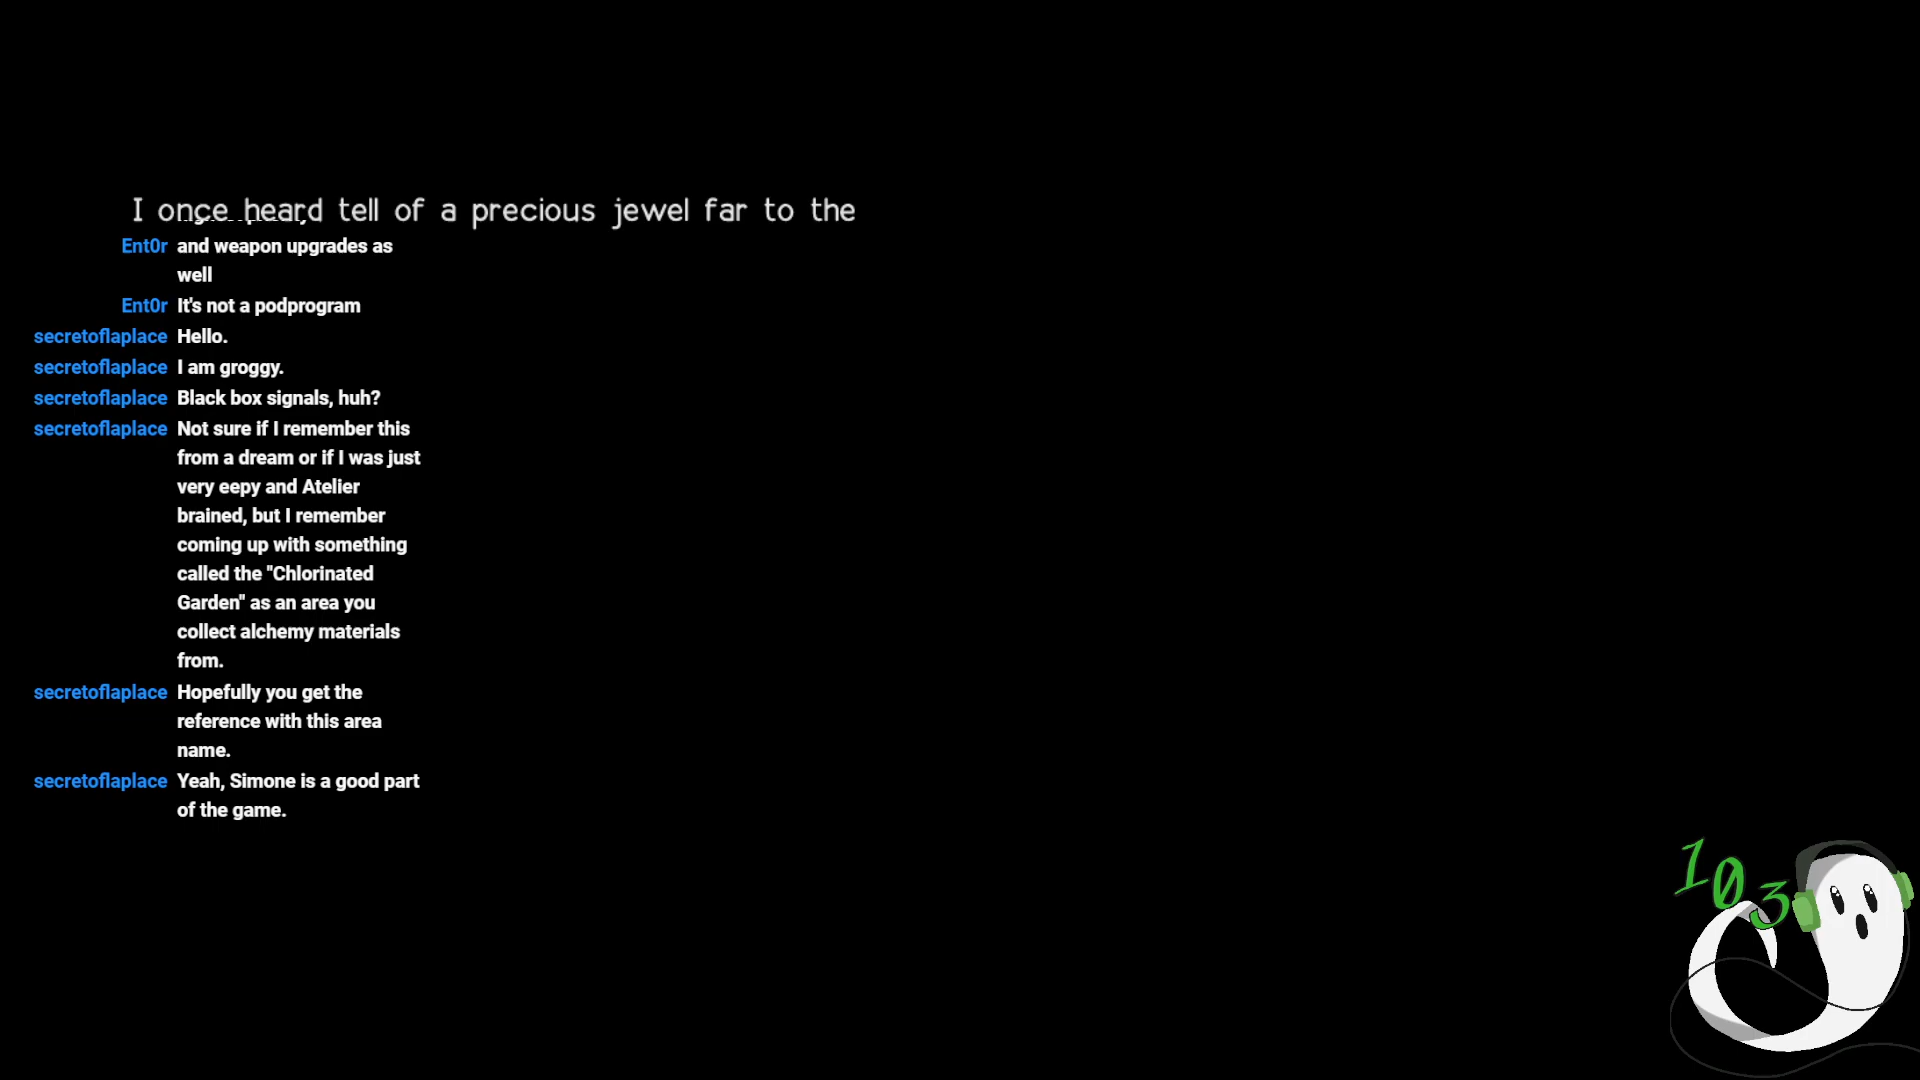 I once heard tell of a precious jewel far to the
Ent0r and weapon upgrades as
well
Ent0r It's not a podprogram
secretoflaplace Hello.
secretoflaplace I am groggy.
secretoflaplace Black box signals, huh?
secretoflaplace Not sure if I remember this
from a dream or if I was just
very eepy and Atelier
brained, but I remember
coming up with something
called the "Chlorinated
Garden" as an area you
collect alchemy materials
from.
secretoflaplace Hopefully you get the
reference with this area
name.
secretoflaplace Yeah, Simone is a good part
of the game.
103